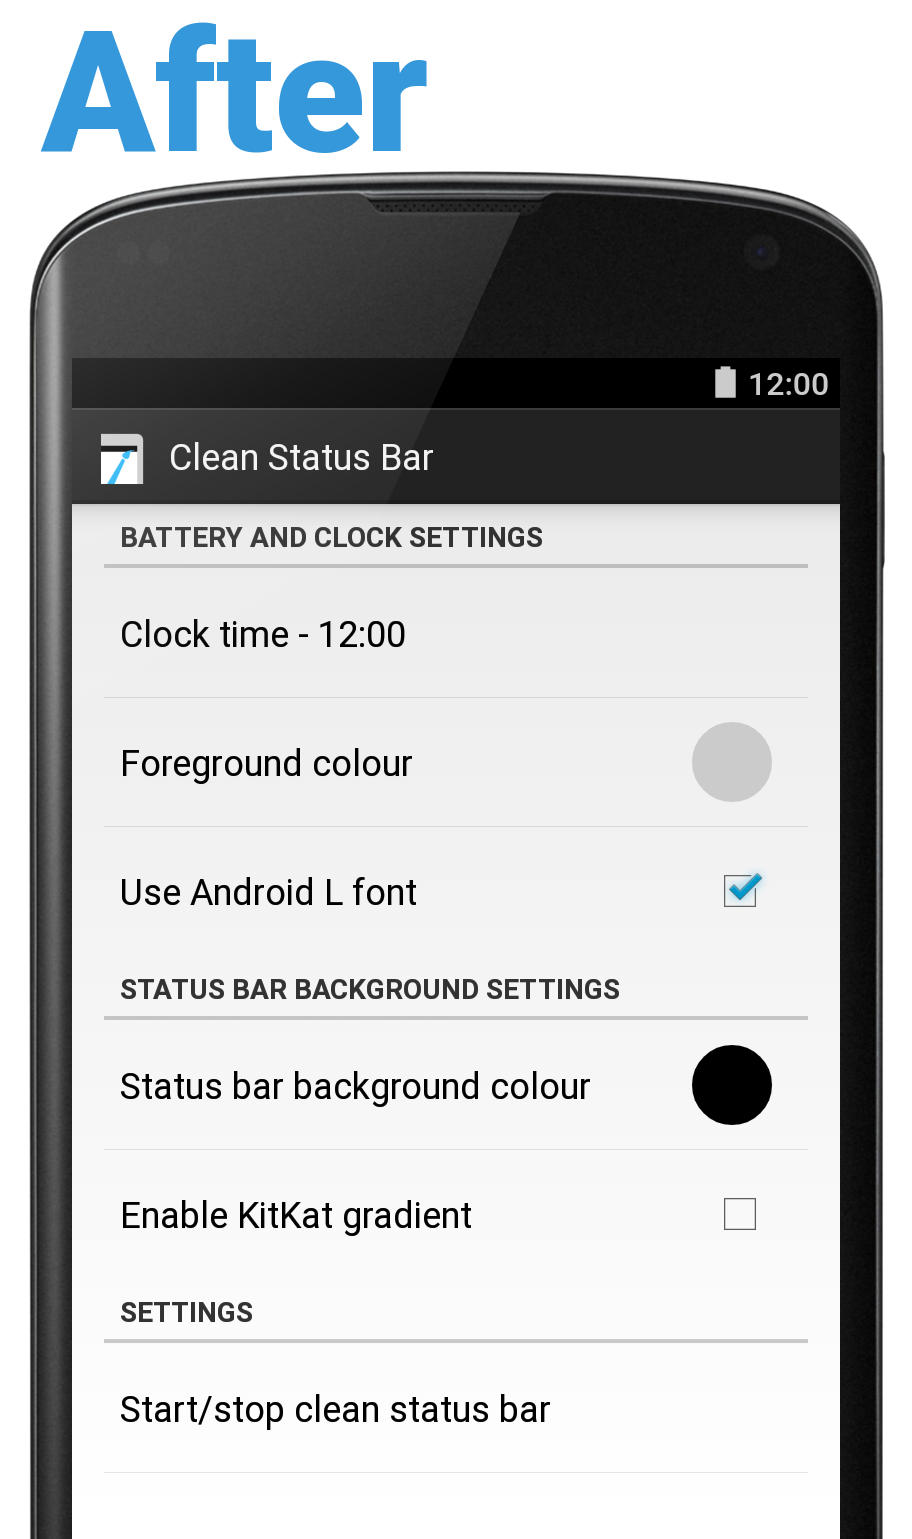 After
12:00
Clean Status Bar
BATTERY AND CLOCK SETTINGS
Clock time - 12:00
Foreground colour
Use Android L font
STATUS BAR BACKGROUND SETTINGS
Status bar background colour
Enable KitKat gradient
SETTINGS
Start/stop clean status bar